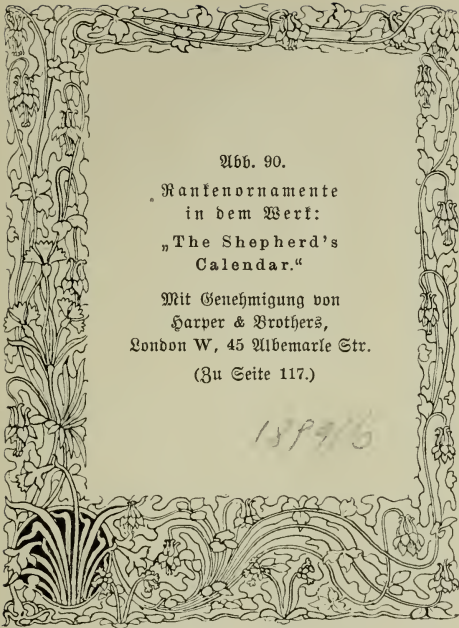 Abb. 90.
Rankenornamente
in dem Werk:
„The Shepherd's
Calendar.“
Mit Genehmigung von
Harper & Brothers,
London W, 45 Albemarle Str.
(Zu Seite 117.)